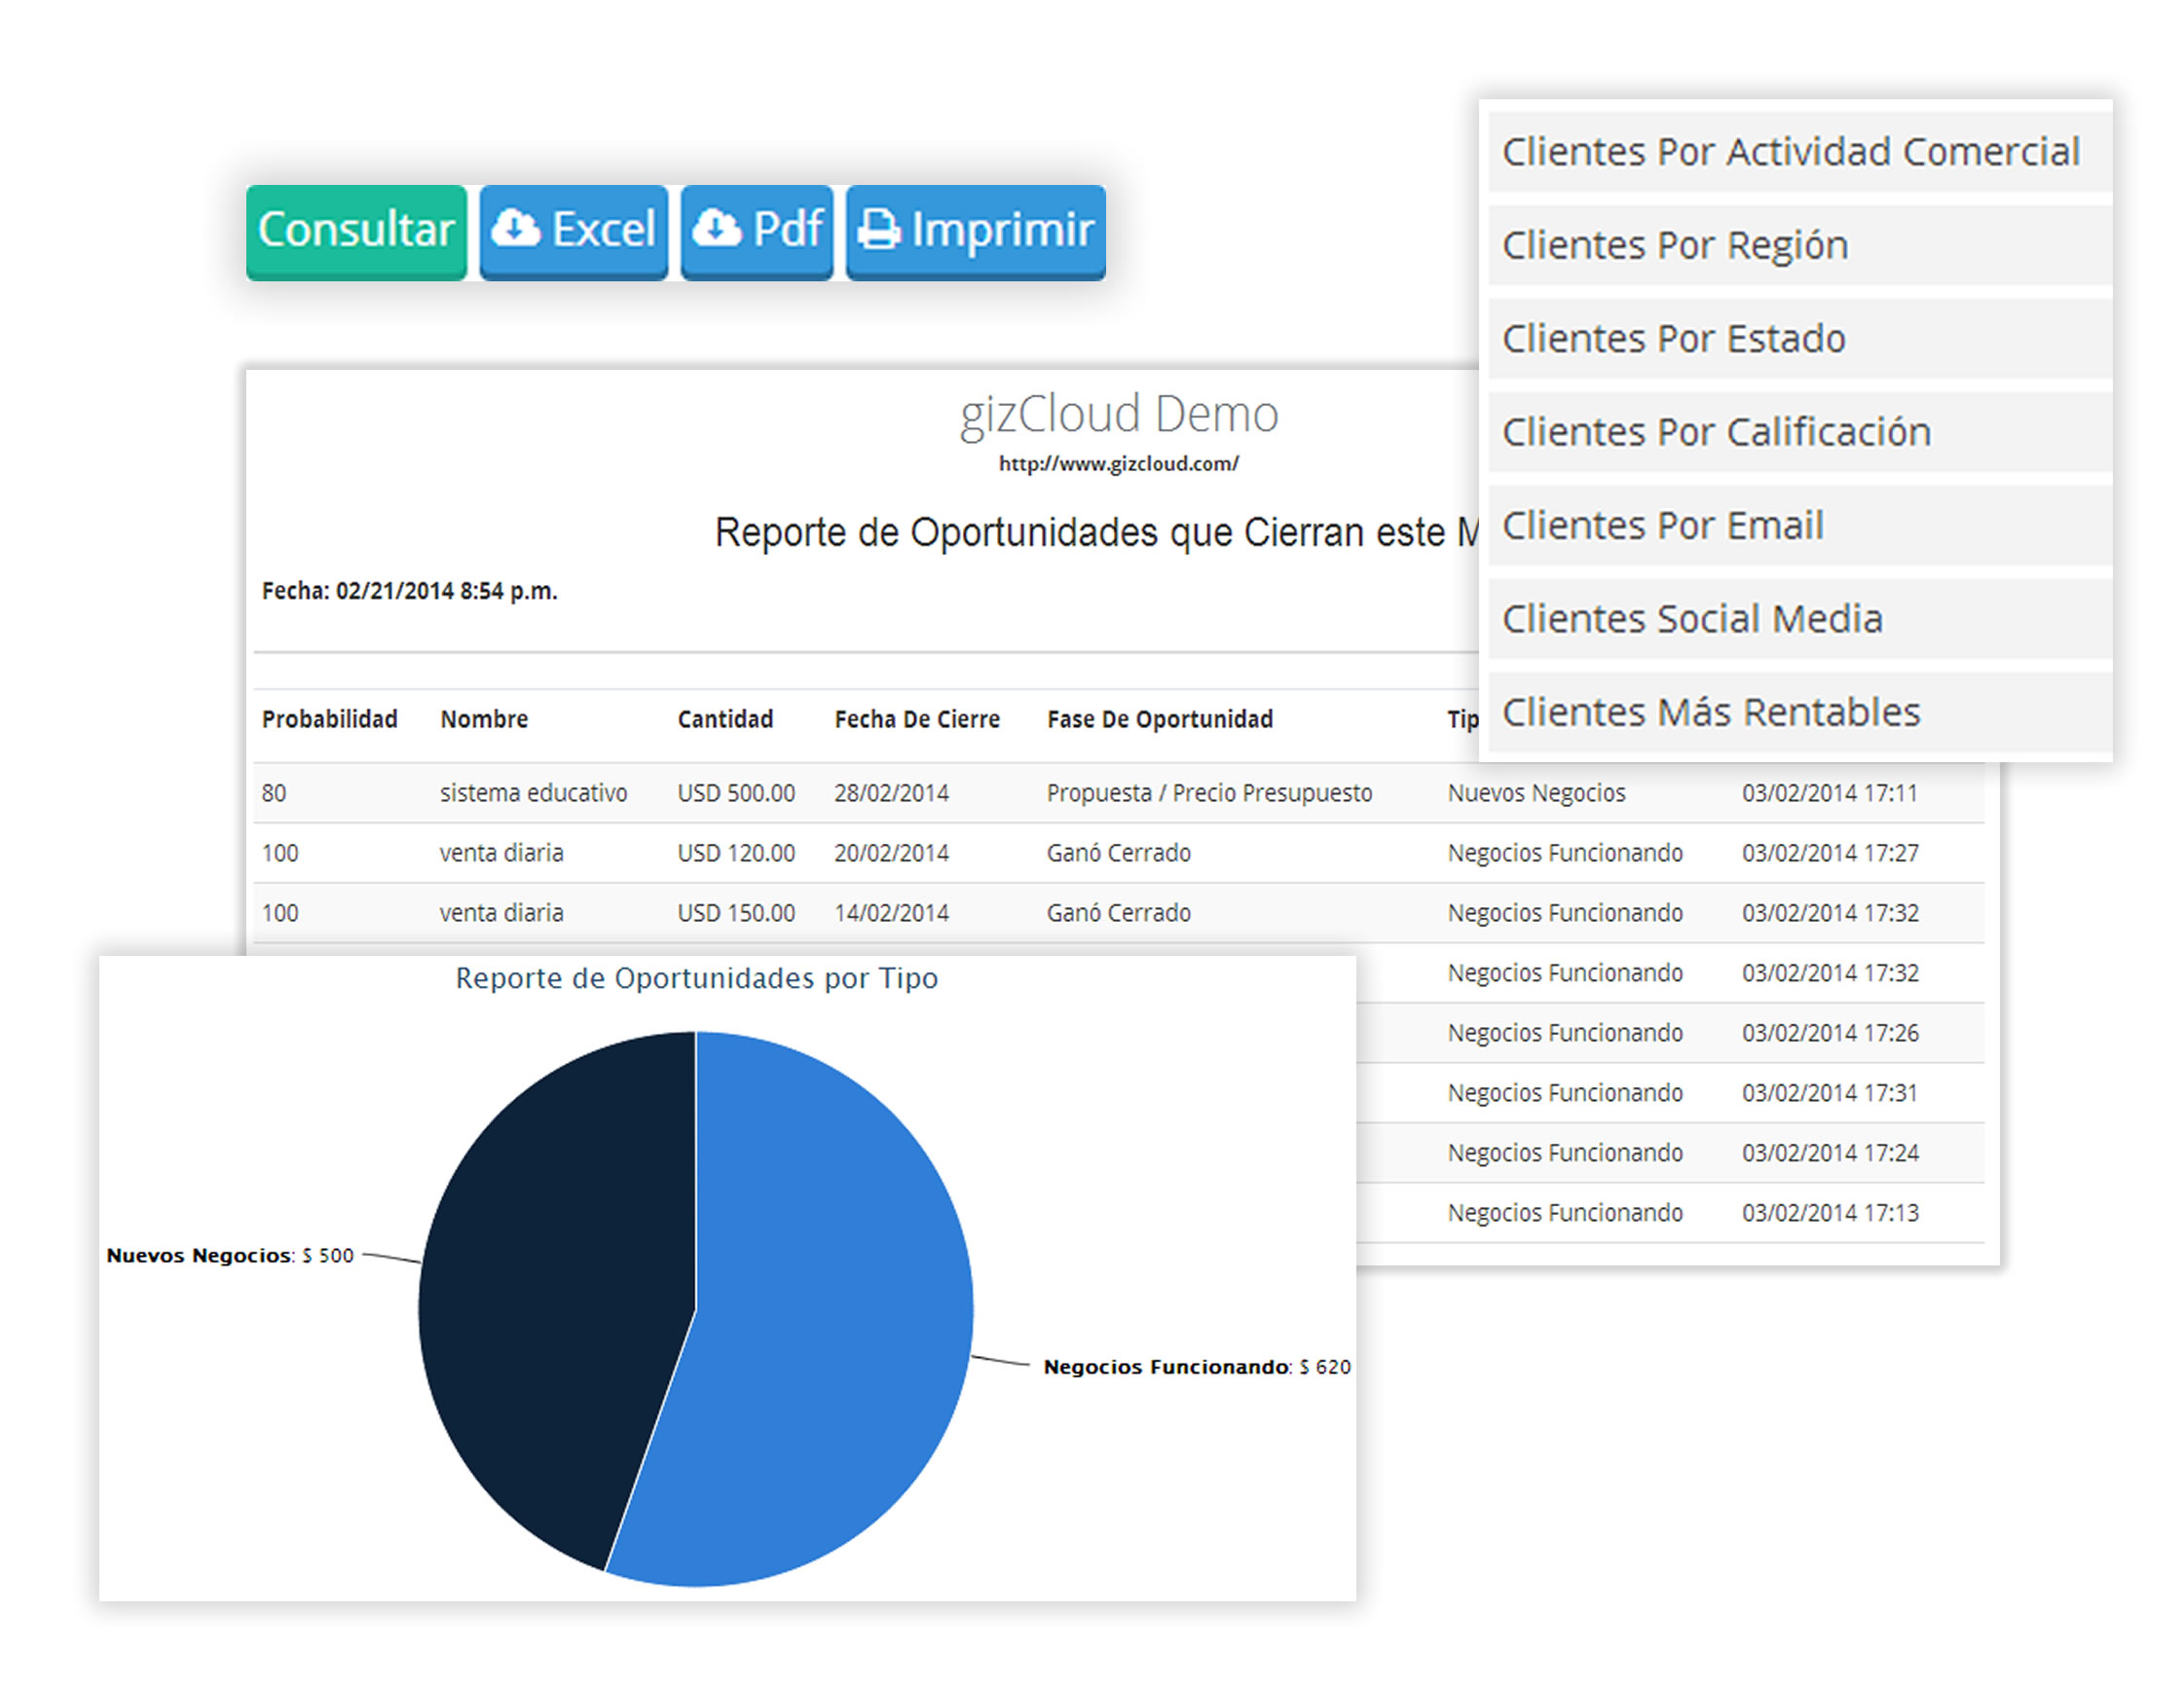 Consultar Excel Pdf Imprimir
Clientes Por Actividad Comercial
Clientes Por Región
Clientes Por Estado
Clientes Por Calificación
Clientes Por Email
Clientes Social Media
Clientes Más Rentables
gizCloud Demo
http://www.gizcloud.com/
Reporte de Oportunidades que Cierran este M
Fecha: 02/21/2014 8:54 p.m.
Probabilidad Nombre Cantidad Fecha De Cierre Fase De Oportunidad Tip
80 sistema educativo USD 500.00 28/02/2014 Propuesta / Precio Presupuesto Nuevos Negocios 03/02/2014 17:11
100 venta diaria USD 120.00 20/02/2014 Ganó Cerrado Negocios Funcionando 03/02/2014 17:27
100 venta diaria USD 150.00 14/02/2014 Ganó Cerrado Negocios Funcionando 03/02/2014 17:32
Negocios Funcionando 03/02/2014 17:32
Negocios Funcionando 03/02/2014 17:26
Negocios Funcionando 03/02/2014 17:31
Negocios Funcionando 03/02/2014 17:24
Negocios Funcionando 03/02/2014 17:13
Reporte de Oportunidades por Tipo
Nuevos Negocios: $ 500
Negocios Funcionando: $ 620